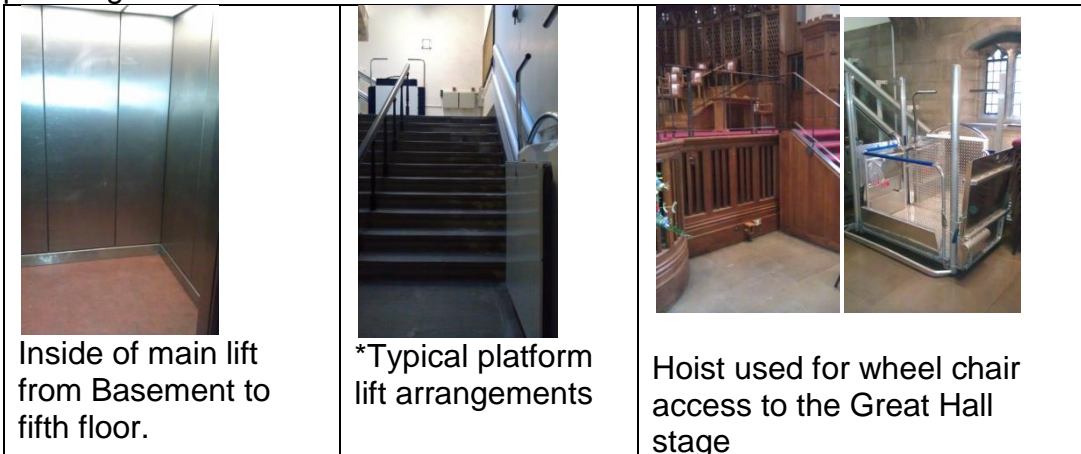 Inside of main lift
from Basement to
fifth floor.
*Typical platform
lift arrangements
Hoist used for wheel chair
access to the Great Hall
stage